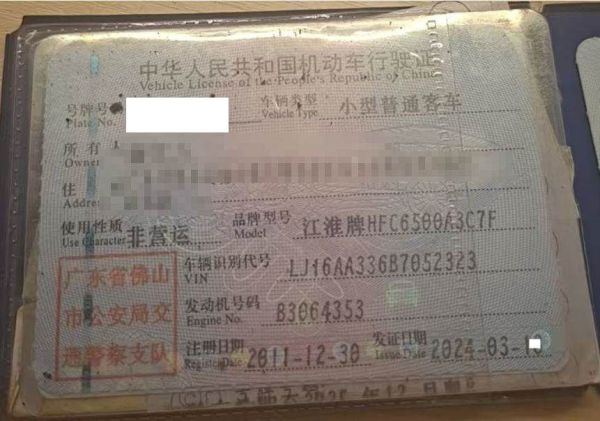 中华人民共和国机动车行驶证
Vehicle License of the People's Republic of China
号牌号
Plate No.
车辆类型
Vehicle Type
小型普通客车
所有
Owner
住
Addre
使用性质
Use Character
非营运
品牌型号
Model
江淮牌HFC6500A3C7F
车辆识别代号
VIN
LJ16AA336B7052323
发动机号码
Engine No.
B3064353
注册日期
Register Date
2011-12-30
发证日期
Issue Date
2024-03-1
广东省佛山
市公安局交
通警察支队